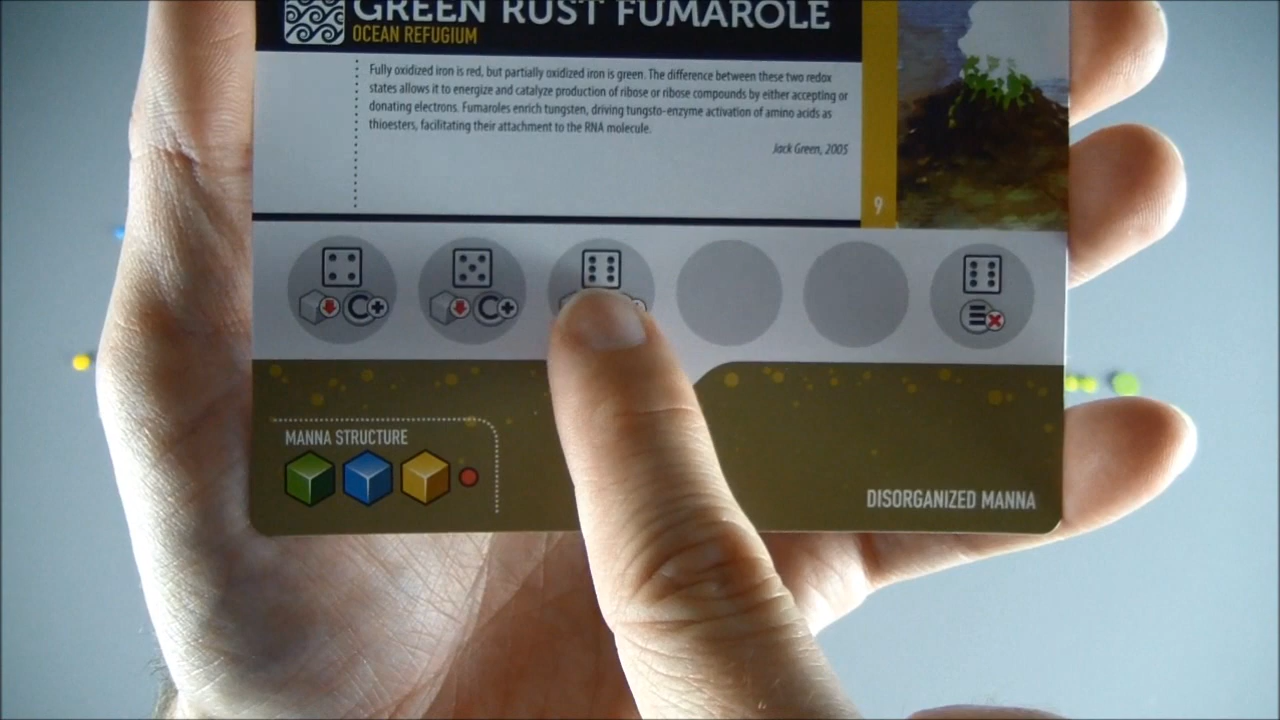 GREEN RUST FUMAROLE
OCEAN REFUGIUM
Fully oxidized iron is red, but partially oxidized iron is green. The difference between these two redox
states allows it to energize and catalyze production of ribose or ribose compounds by either accepting or
donating electrons. Fumaroles enrich tungsten, driving tungsto-enzyme activation of amino acids as
thioesters, facilitating their attachment to the RNA molecule.
Jack Green, 2005
9
C+ C+
MANNA STRUCTURE
DISORGANIZED MANNA